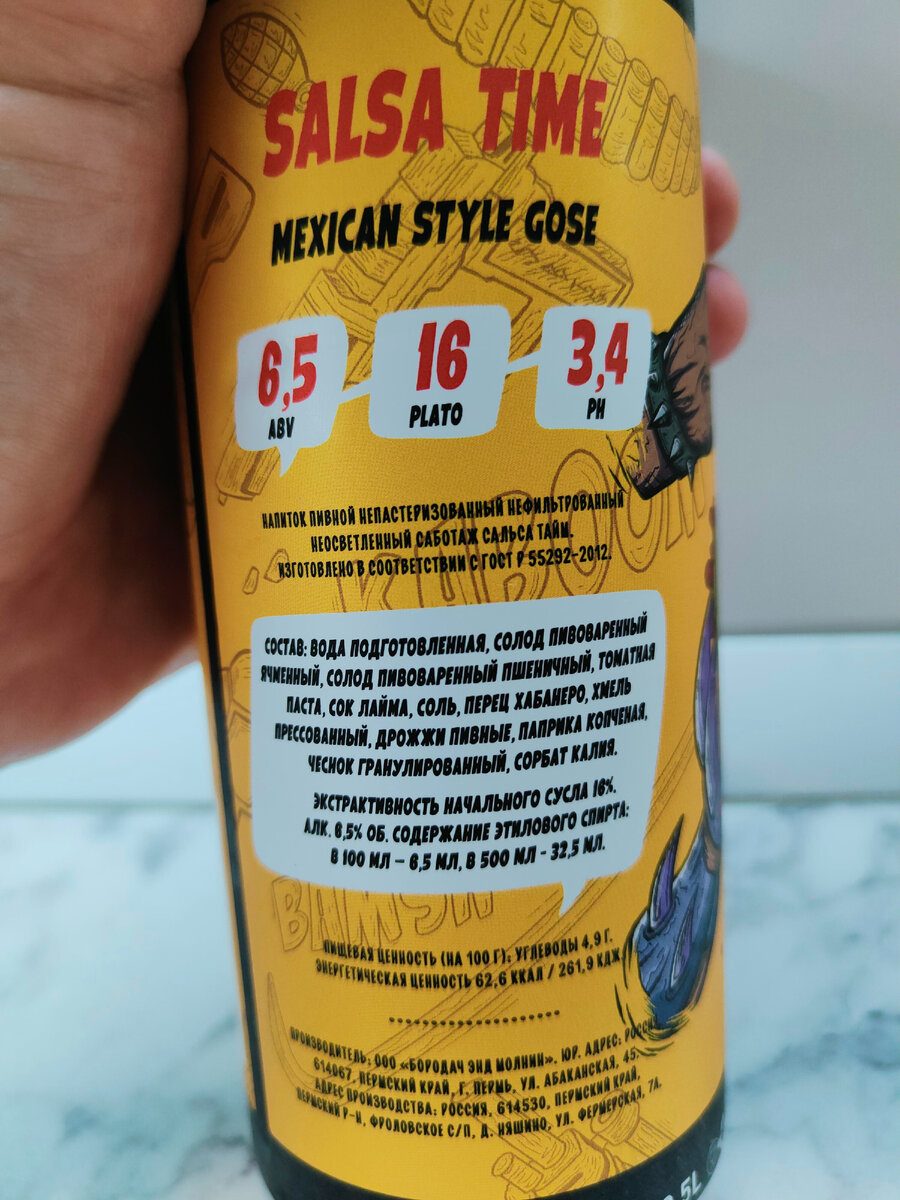 SALSA TIME
MEXICAN STYLE GOSE
6,5 16 3,4
ABV PLATO PH
KABOOM
НАПИТОК ПИВНОЙ НЕПАСТЕРИЗОВАННЫЙ НЕФИЛЬТРОВАННЫЙ
НЕОСВЕТЛЕННЫЙ САБОТАЖ САЛЬСА ТАЙМ.
ИЗГОТОВЛЕНО В СООТВЕТСТВИИ С ГОСТ Р 55292-2012.
СОСТАВ: ВОДА ПОДГОТОВЛЕННАЯ, СОЛОД ПИВОВАРЕННЫЙ
ЯЧМЕННЫЙ, СОЛОД ПИВОВАРЕННЫЙ ПШЕНИЧНЫЙ, ТОМАТНАЯ
ПАСТА, СОК ЛАЙМА, СОЛЬ, ПЕРЕЦ ХАБАНЕРО, ХМЕЛЬ
ПРЕССОВАННЫЙ, ДРОЖЖИ ПИВНЫЕ, ПАПРИКА КОПЧЕНАЯ,
ЧЕСНОК ГРАНУЛИРОВАННЫЙ, СОРБАТ КАЛИЯ.
ЭКСТРАКТИВНОСТЬ НАЧАЛЬНОГО СУСЛА 16%.
АЛК. 6,5% ОБ. СОДЕРЖАНИЕ ЭТИЛОВОГО СПИРТА:
В 100 МЛ – 6,5 МЛ, В 500 МЛ - 32,5 МЛ.
ПИЩЕВАЯ ЦЕННОСТЬ (НА 100 Г): УГЛЕВОДЫ 4,9 Г.
ЭНЕРГЕТИЧЕСКАЯ ЦЕННОСТЬ 62,6 ККАЛ / 261,9 КДЖ.
ПРОИЗВОДИТЕЛЬ: ООО «БОРОДАЧ ЭНД МОЛНИИ». ЮР. АДРЕС:
614067, ПЕРМСКИЙ КРАЙ, Г. ПЕРМЬ, УЛ. АБАКАНСКАЯ, 45.
АДРЕС ПРОИЗВОДСТВА: РОССИЯ, 614530, ПЕРМСКИЙ КРАЙ,
ПЕРМСКИЙ Р-Н, ФРОЛОВСКОЕ С/П, Д. НЯШИНО, УЛ. ФЕРМЕРСКАЯ, 7А.